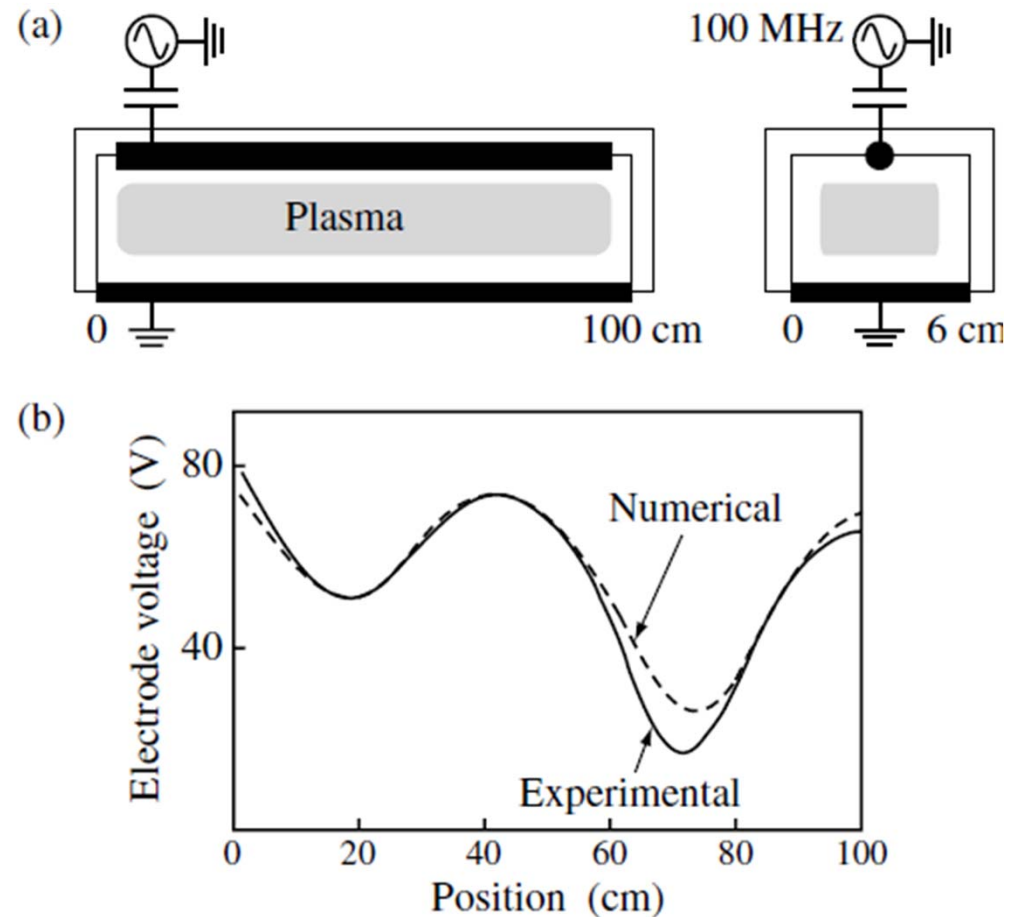 (a)
100 MHz
Plasma
0
100 cm
0
6 cm
(b)
Electrode voltage (V)
80
40
Numerical
Experimental
0 20 40 60 80 100
Position (cm)